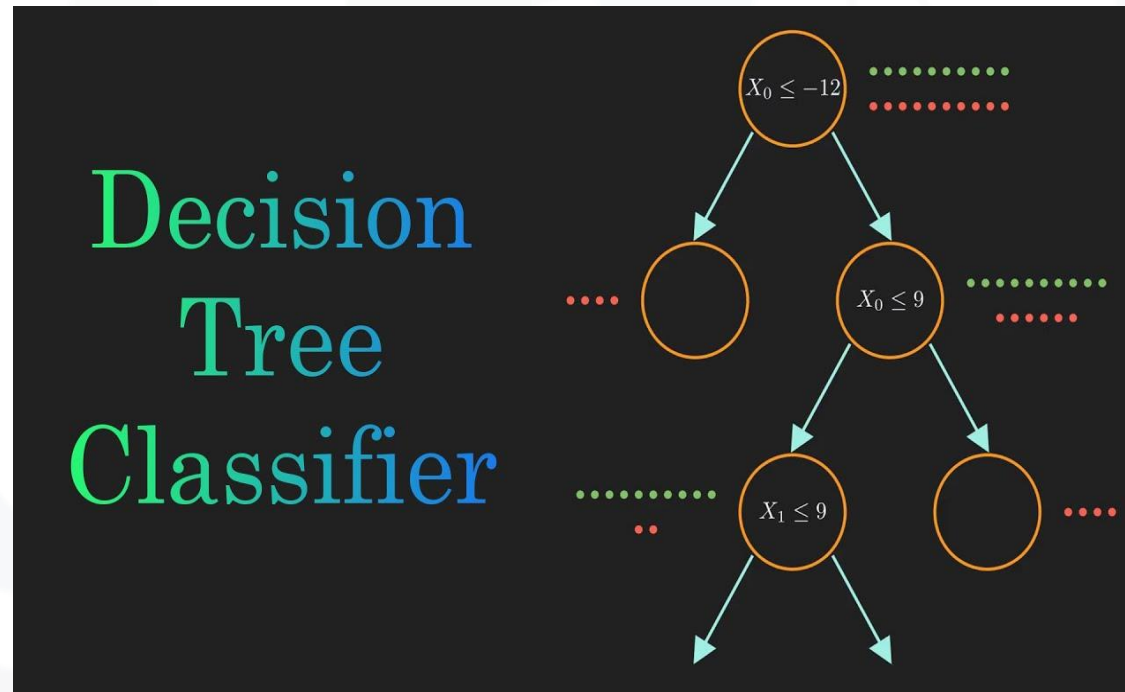 Decision
Tree
Classifier
X₀ ≤ −12
X₀ ≤ 9
X₁ ≤ 9